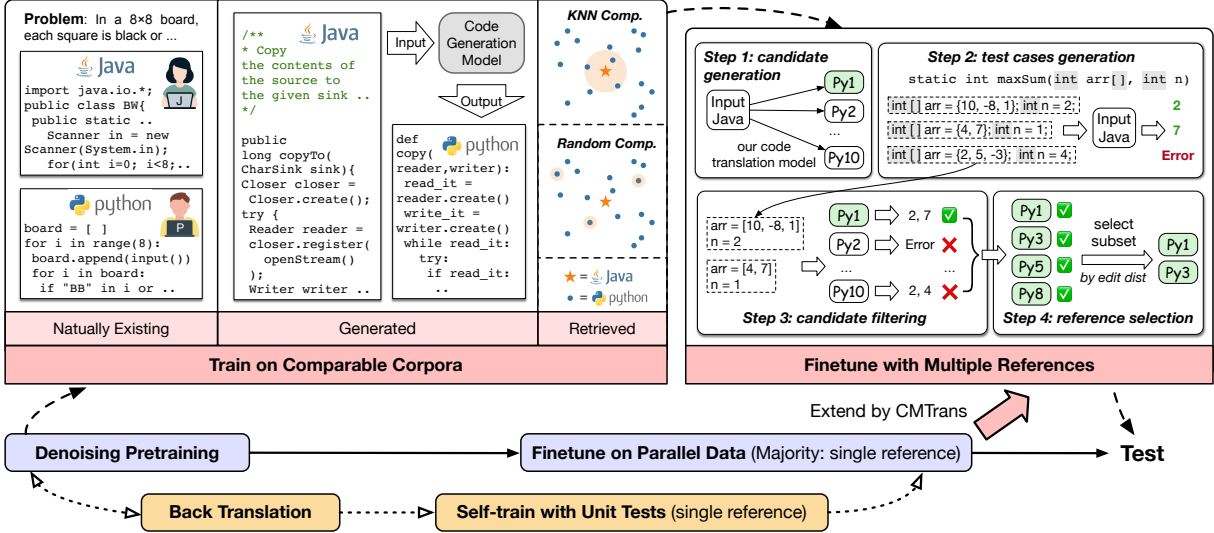 Problem: In a 8×8 board,
each square is black or ...
Java
J
import java.io.*;
public class BW{
public static ..
Scanner in = new
Scanner(System.in);
for(int i=0; i<8;..
python
P
board = [ ]
for i in range(8):
board.append(input())
for i in board:
if "BB" in i or ..
Natually Existing
/**
* Copy
the contents of
the source to
the given sink ..
*/
Java
public
long copyTo(
CharSink sink){
Closer closer =
Closer.create();
try {
Reader reader =
closer.register(
openStream()
);
Writer writer ..
Input
Code
Generation
Model
Output
def
copy(
python
reader,writer):
read_it =
reader.create()
write_it =
writer.create()
while read_it:
try:
if read_it:
..
Generated
KNN Comp.
Random Comp.
= Java
= python
Retrieved
Train on Comparable Corpora
Step 1: candidate
generation
Input
Java
Py1
Py2
...
Py10
our code
translation model
Step 2: test cases generation
static int maxSum(int arr[], int n)
int [] arr = {10, -8, 1}; int n = 2;
int [] arr = {4, 7}; int n = 1;
int [] arr = {2, 5, -3}; int n = 4;
Input
Java
2
7
Error
arr = [10, -8, 1]
n = 2
arr = [4, 7]
n = 1
Py1
2, 7
Py2
Error
...
...
Py10
2, 4
Step 3: candidate filtering
Py1
Py3
Py5
Py8
select
subset
by edit dist
Py1
Py3
Step 4: reference selection
Finetune with Multiple References
Extend by CMTrans
Denoising Pretraining
Finetune on Parallel Data (Majority: single reference)
Test
Back Translation
Self-train with Unit Tests (single reference)